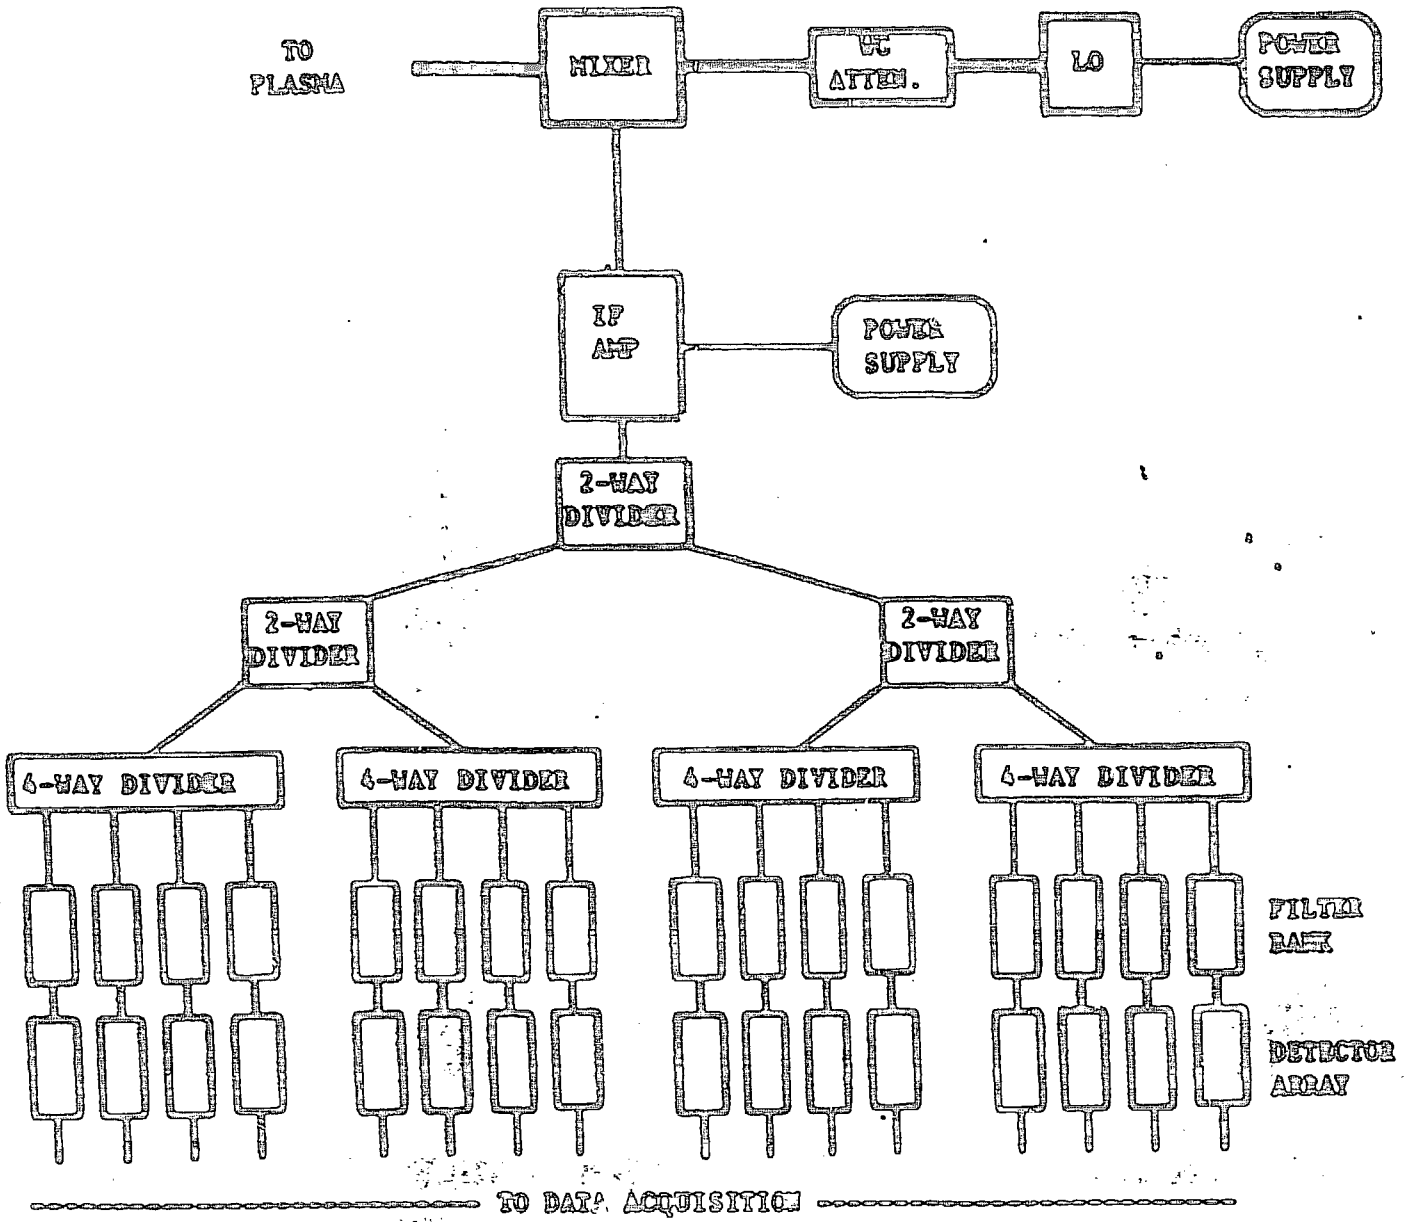 TO
PLASMA
MIXER
WG
ATTEN.
LO
POWER
SUPPLY
IF
AMP
POWER
SUPPLY
2-WAY
DIVIDER
2-WAY
DIVIDER
2-WAY
DIVIDER
4-WAY DIVIDER
4-WAY DIVIDER
4-WAY DIVIDER
4-WAY DIVIDER
FILTER
BANK
DETECTOR
ARRAY
TO DATA ACQUISITION